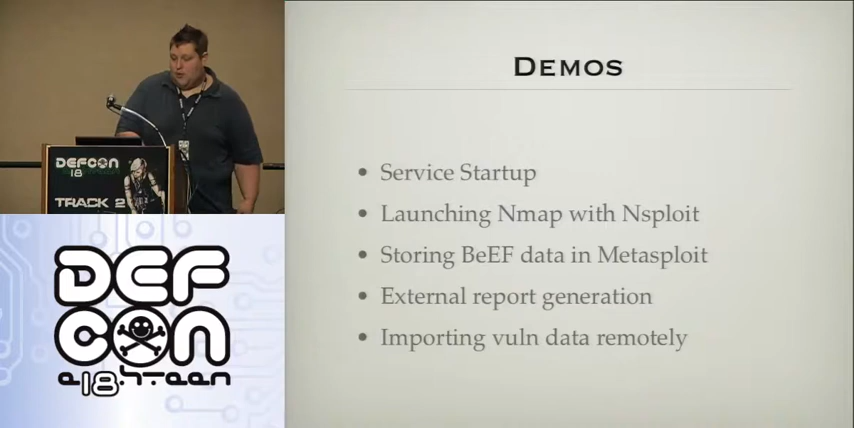 DEFCON
18
TRACK 2
DEF
CON
Demos
• Service Startup
• Launching Nmap with Nsploit
• Storing BeEF data in Metasploit
• External report generation
• Importing vuln data remotely